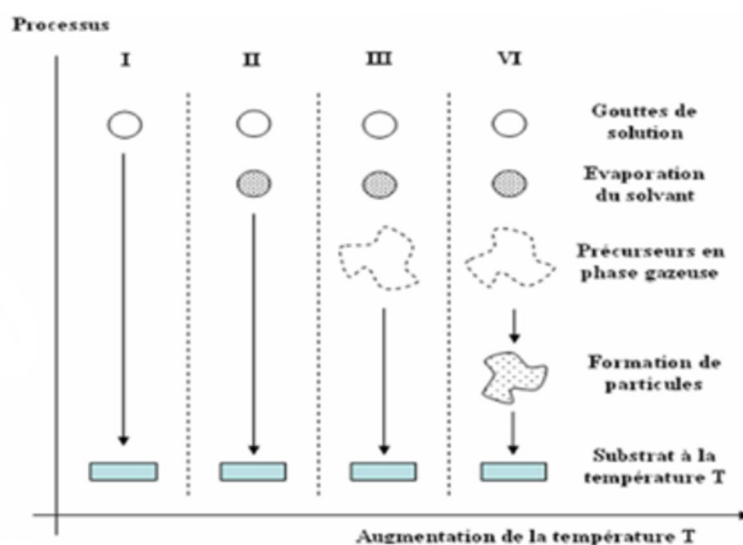 Processus
I II III VI
Gouttes de
solution
Evaporation
du solvant
Précurseurs en
phase gazeuse
Formation de
particules
Substrat à la
température T
Augmentation de la température T